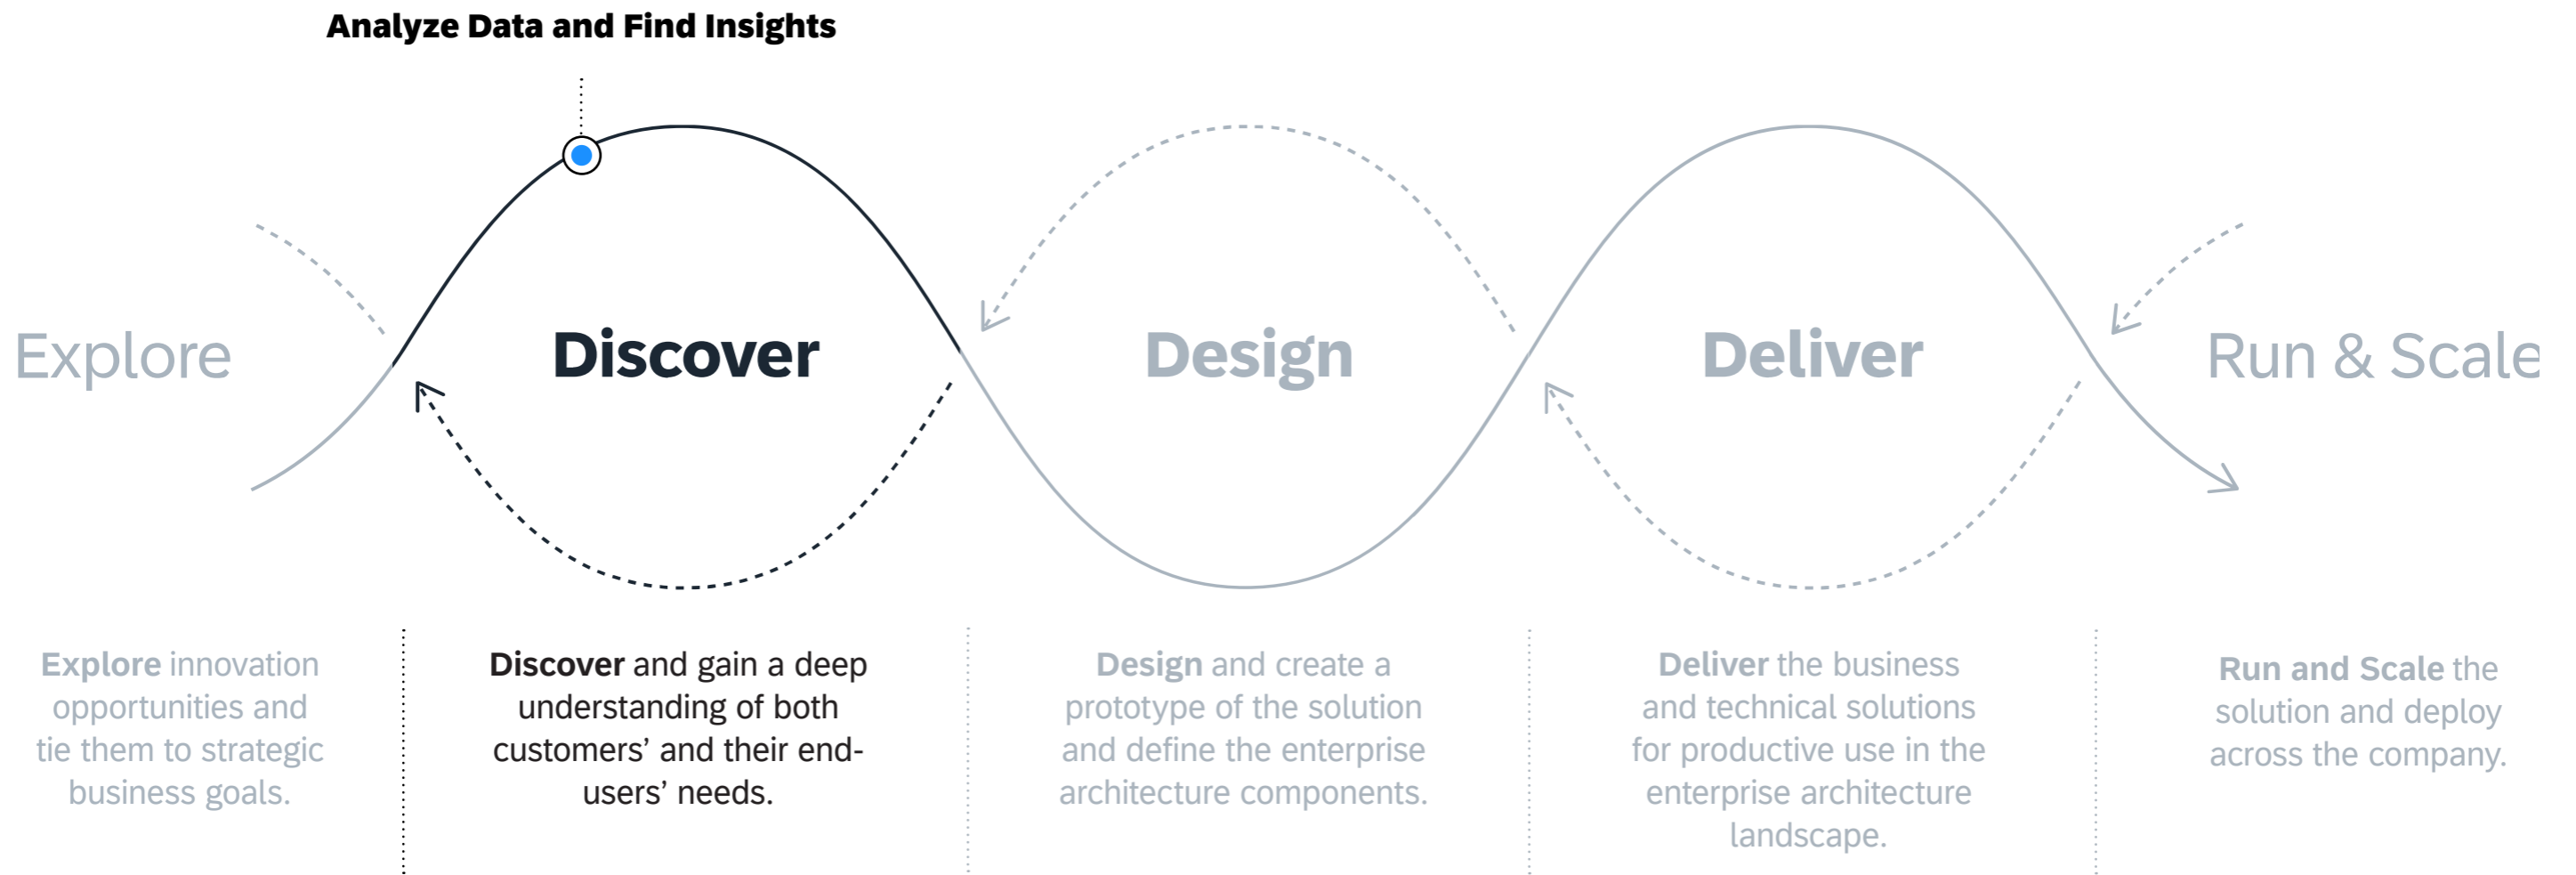 Analyze Data and Find Insights
Explore
Discover
Design
Deliver
Run & Scale
Explore innovation
opportunities and
tie them to strategic
business goals.
Discover and gain a deep
understanding of both
customers’ and their end-
users’ needs.
Design and create a
prototype of the solution
and define the enterprise
architecture components.
Deliver the business
and technical solutions
for productive use in the
enterprise architecture
landscape.
Run and Scale the
solution and deploy
across the company.